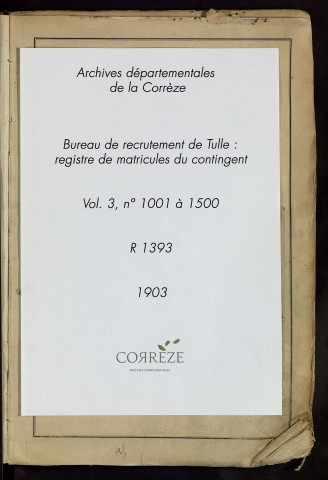 Archives départementales
de la Corrèze
Bureau de recrutement de Tulle :
registre de matricules du contingent
Vol. 3, n° 1001 à 1500
R 1393
1903
CORRÈZE